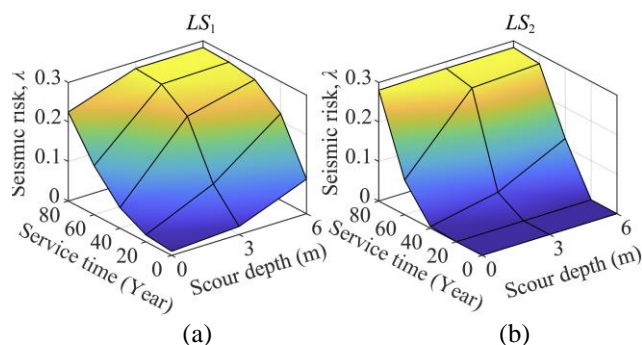 LS₁
Seismic risk, λ
0.3
0.2
0.1
0
80
60
40
20
0
Service time (Year)
0
3
6
Scour depth (m)
(a)
LS₂
Seismic risk, λ
0.3
0.2
0.1
0
80
60
40
20
0
Service time (Year)
0
3
6
Scour depth (m)
(b)